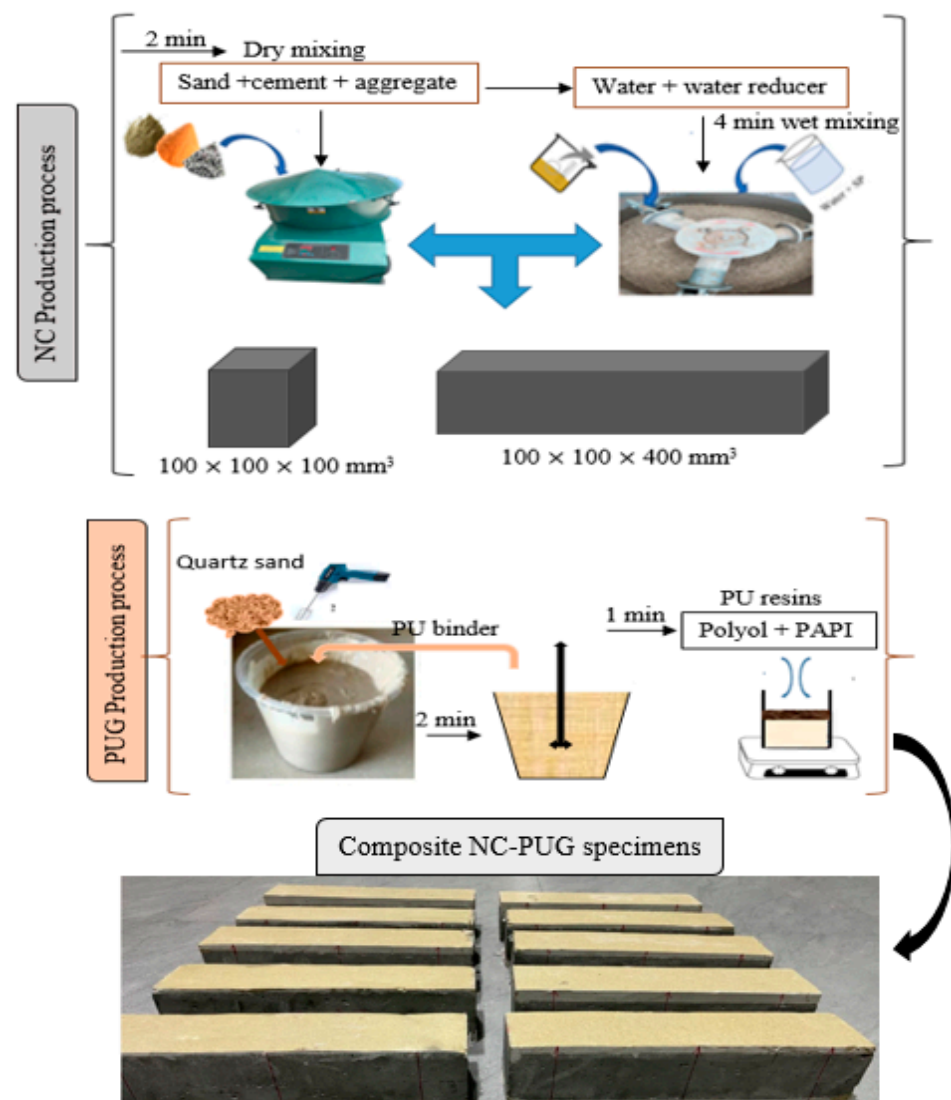 NC Production process
2 min
Dry mixing
Sand +cement + aggregate
Water + water reducer
4 min wet mixing
Water + SP
100 × 100 × 100 mm³
100 × 100 × 400 mm³
PUG Production process
Quartz sand
PU binder
2 min
1 min
PU resins
Polyol + PAPI
Composite NC-PUG specimens